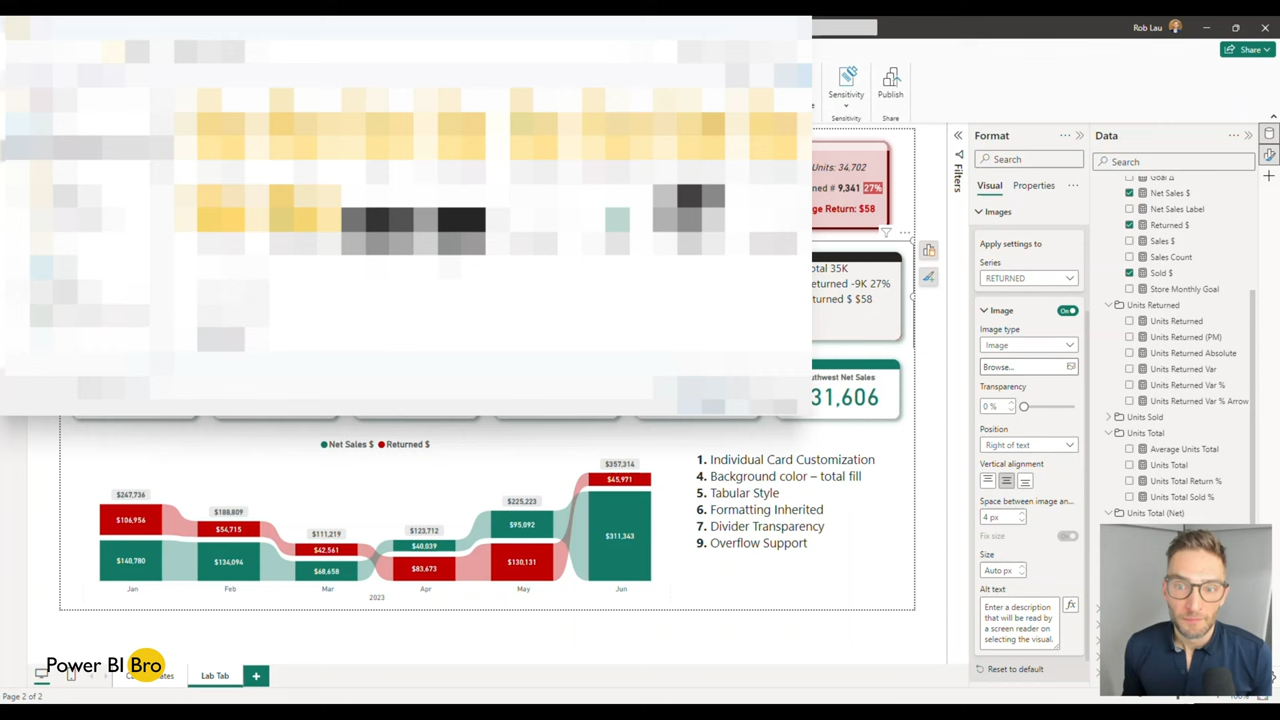 Rob Lau
Share
Sensitivity
Publish
Sensitivity
Share
Units: 34,702
ned # 9,341 27%
ge Return: $58
otal 35K
eturned -9K 27%
turned $ $58
uthwest Net Sales
31,606
Filters
Format
Search
Visual
Properties
Images
Apply settings to
Series
RETURNED
Image
On
Image type
Image
Browse...
Transparency
0 %
Position
Right of text
Vertical alignment
Space between image an...
4 px
Fix size
Size
Auto px
Alt text
Enter a description
that will be read by
a screen reader on
selecting the visual.
Reset to default
Data
Search
Goal Δ
Net Sales $
Net Sales Label
Returned $
Sales $
Sales Count
Sold $
Store Monthly Goal
Units Returned
Units Returned
Units Returned (PM)
Units Returned Absolute
Units Returned Var
Units Returned Var %
Units Returned Var % Arrow
Units Sold
Units Total
Average Units Total
Units Total
Units Total Return %
Units Total Sold %
Units Total (Net)
Net Sales $ Returned $
$247,736
$106,956
$140,780
Jan
$188,809
$54,715
$134,094
Feb
$111,219
$42,561
$68,658
Mar
$123,712
$40,039
$83,673
Apr
$225,223
$95,092
$130,131
May
$357,314
$45,971
$311,343
Jun
2023
1. Individual Card Customization
4. Background color – total fill
5. Tabular Style
6. Formatting Inherited
7. Divider Transparency
9. Overflow Support
Power BI Bro
Lab Tab
Page 2 of 2